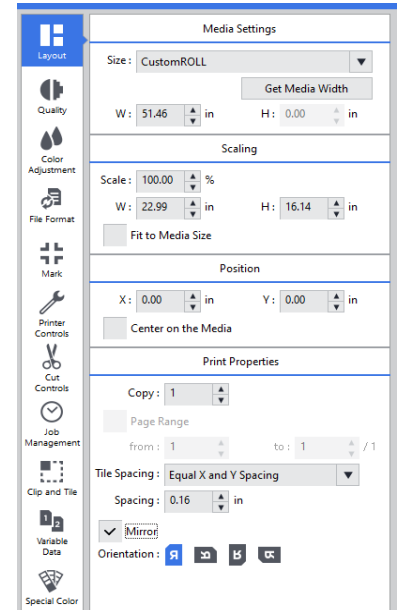 Layout
Quality
Color
Adjustment
File Format
Mark
Printer
Controls
Cut
Controls
Job
Management
Clip and Tile
1 2
Variable
Data
Special Color
Media Settings
Size : CustomROLL
Get Media Width
W : 51.46 in H : 0.00 in
Scaling
Scale : 100.00 %
W : 22.99 in H : 16.14 in
Fit to Media Size
Position
X : 0.00 in Y : 0.00 in
Center on the Media
Print Properties
Copy : 1
Page Range
from : 1 to : 1 / 1
Tile Spacing : Equal X and Y Spacing
Spacing : 0.16 in
Mirror
Orientation : R R R R